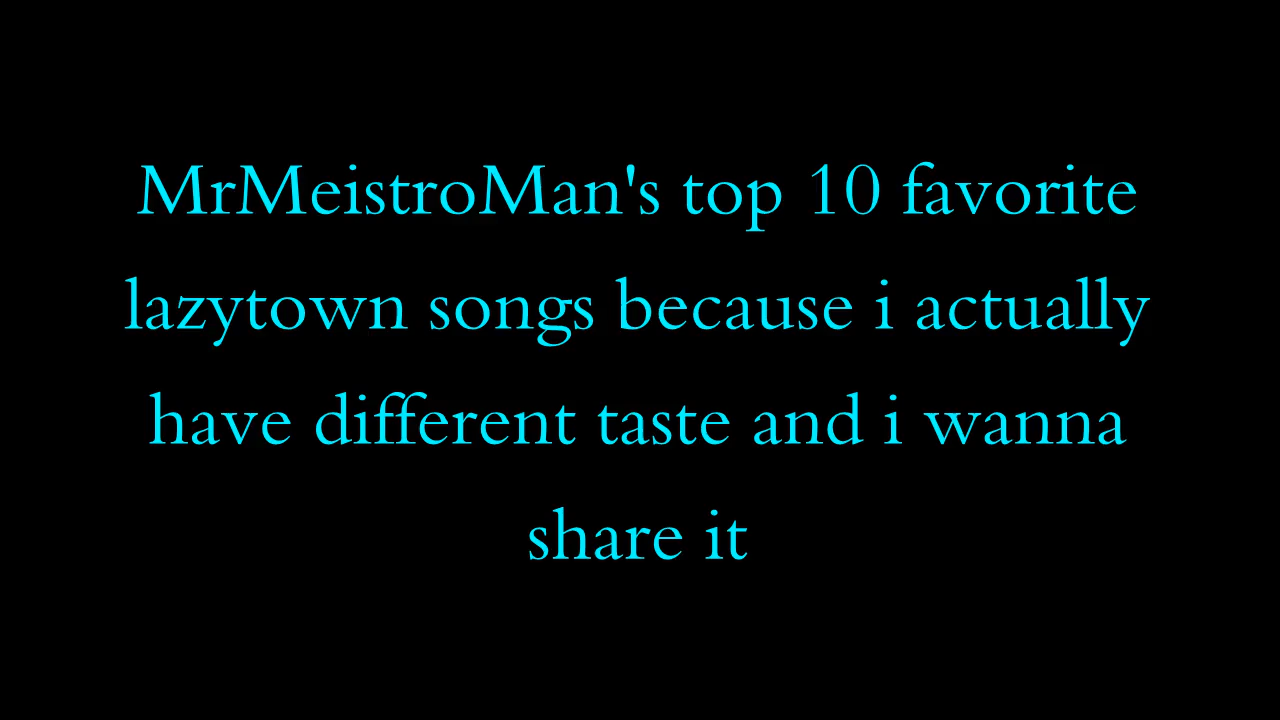 MrMeistroMan's top 10 favorite
lazytown songs because i actually
have different taste and i wanna
share it